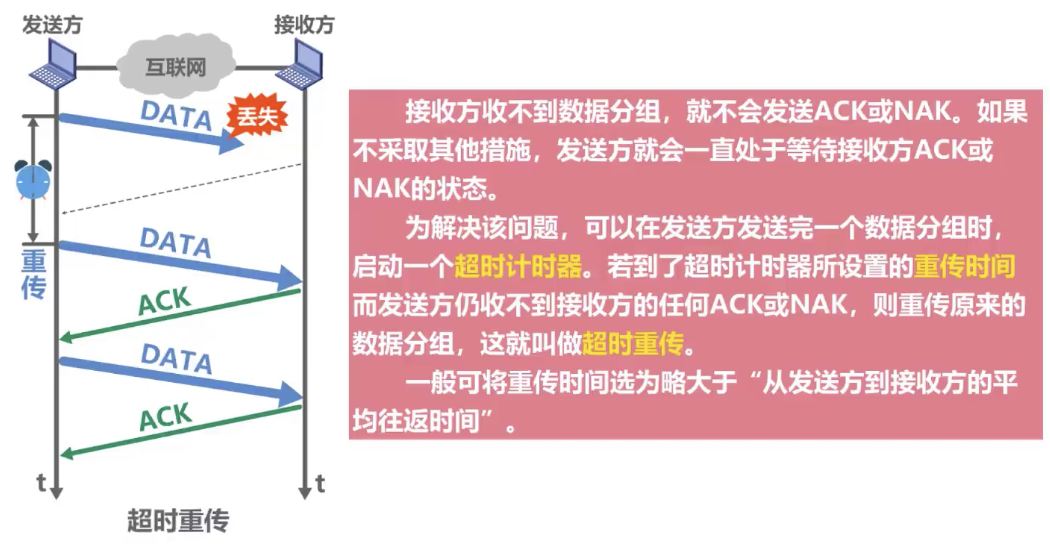 发送方
接收方
互联网
DATA
丢失
DATA
重传
ACK
DATA
ACK
t
t
超时重传
接收方收不到数据分组，就不会发送ACK或NAK。如果
不采取其他措施，发送方就会一直处于等待接收方ACK或
NAK的状态。
为解决该问题，可以在发送方发送完一个数据分组时，
启动一个超时计时器。若到了超时计时器所设置的重传时间
而发送方仍收不到接收方的任何ACK或NAK，则重传原来的
数据分组，这就叫做超时重传。
一般可将重传时间选为略大于“从发送方到接收方的平
均往返时间”。